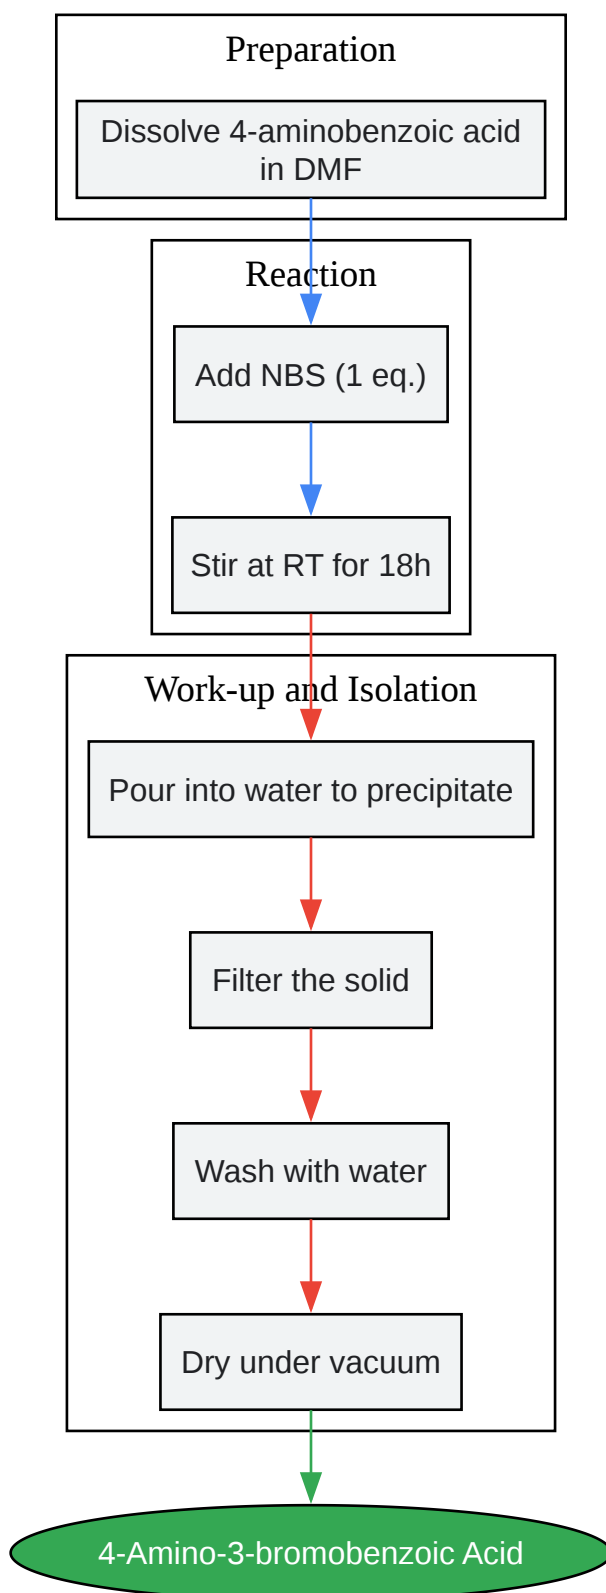 Preparation
Dissolve 4-aminobenzoic acid
in DMF
Reaction
Add NBS (1 eq.)
Stir at RT for 18h
Work-up and Isolation
Pour into water to precipitate
Filter the solid
Wash with water
Dry under vacuum
4-Amino-3-bromobenzoic Acid